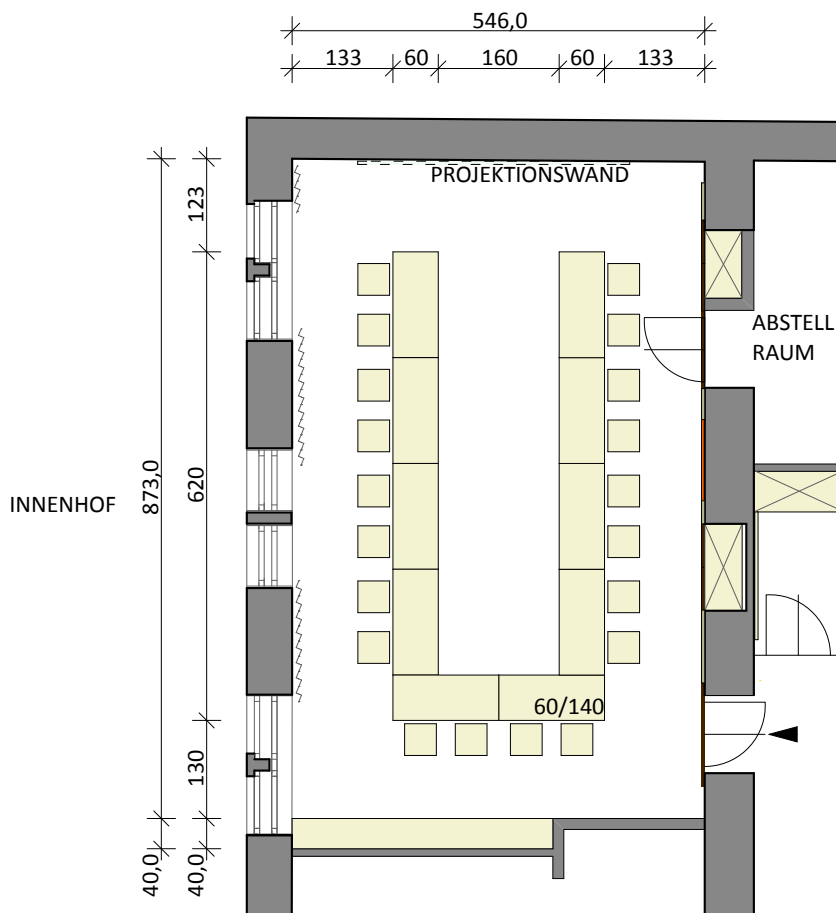 546,0
133 60 160 60 133
PROJEKTIONSWAND
123
ABSTELL
RAUM
873,0
620
INNENHOF
60/140
130
40,0
40,0